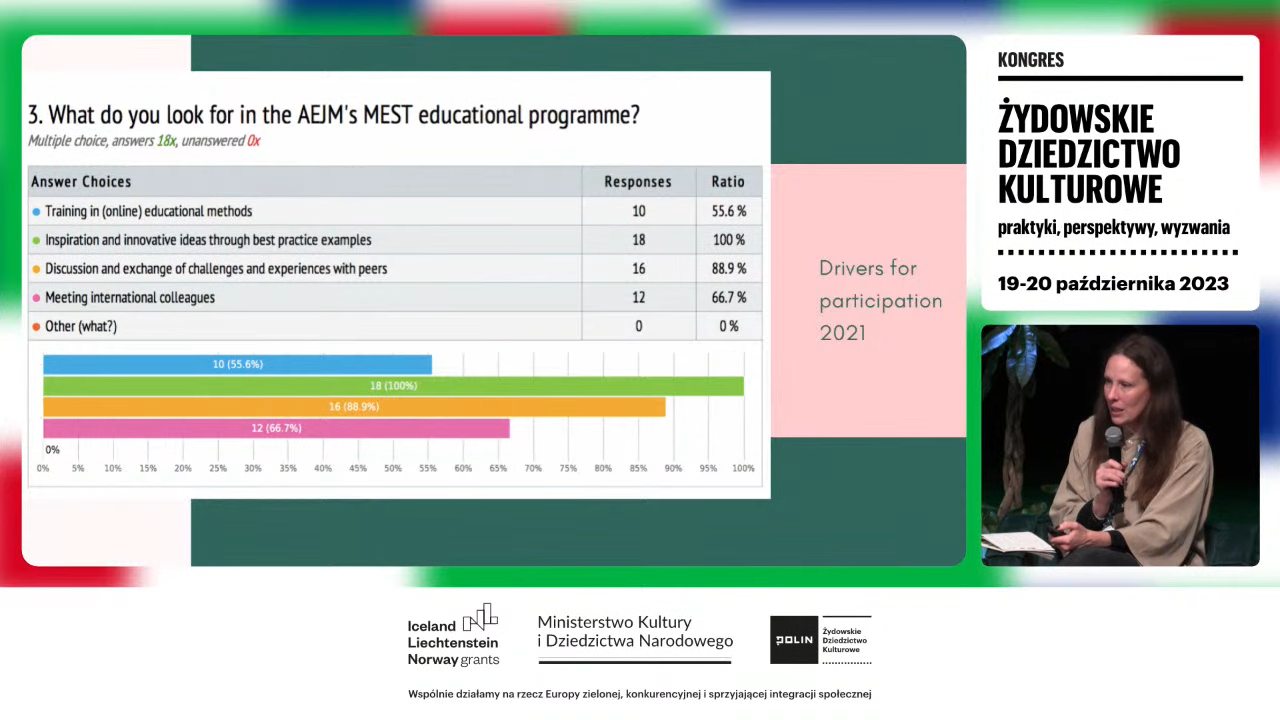 3. What do you look for in the AEJM's MEST educational programme?
Multiple choice, answers 18x, unanswered 0x
Answer Choices Responses Ratio
Training in (online) educational methods 10 55.6 %
Inspiration and innovative ideas through best practice examples 18 100 %
Discussion and exchange of challenges and experiences with peers 16 88.9 %
Meeting international colleagues 12 66.7 %
Other (what?) 0 0 %
10 (55.6%)
18 (100%)
16 (88.9%)
12 (66.7%)
0%
0% 5% 10% 15% 20% 25% 30% 35% 40% 45% 50% 55% 60% 65% 70% 75% 80% 85% 90% 95% 100%
Drivers for
participation
2021
KONGRES
ŻYDOWSKIE
DZIEDZICTWO
KULTUROWE
praktyki, perspektywy, wyzwania
19-20 października 2023
Iceland
Liechtenstein
Norway grants
Ministerstwo Kultury
i Dziedzictwa Narodowego
POLIN
Żydowskie
Dziedzictwo
Kulturowe
Wspólnie działamy na rzecz Europy zielonej, konkurencyjnej i sprzyjającej integracji społecznej